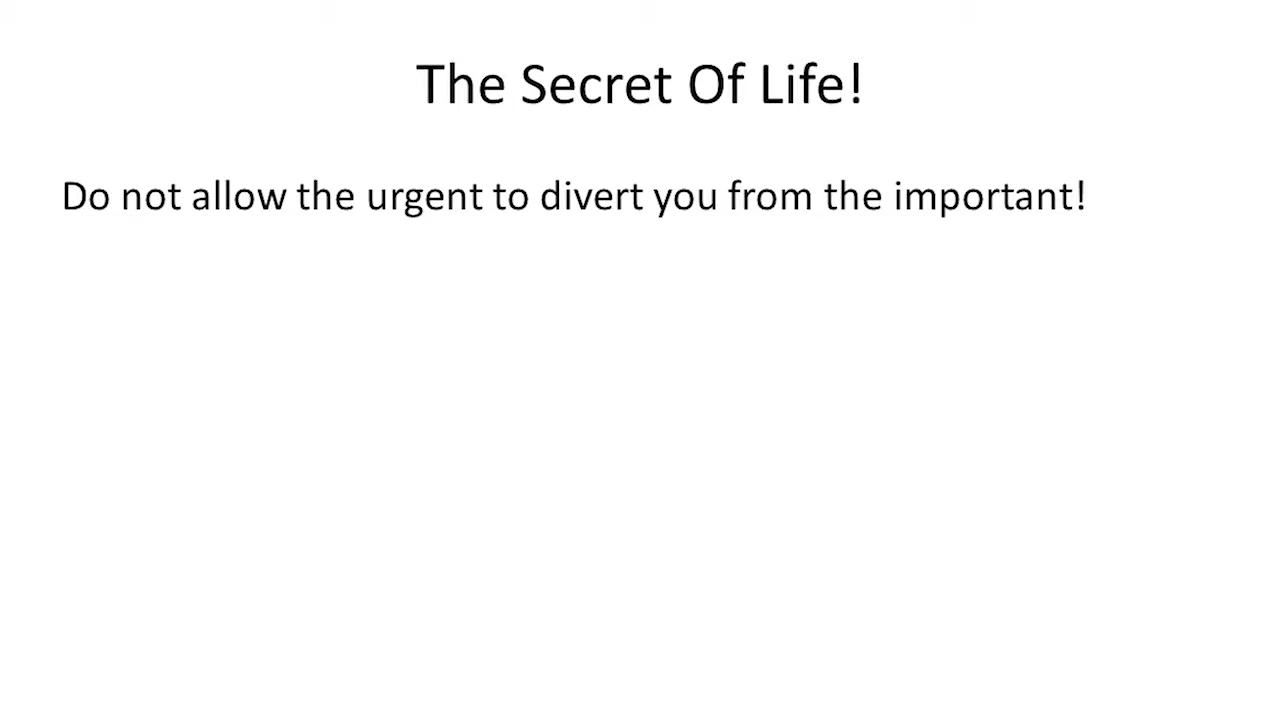 The Secret Of Life!
Do not allow the urgent to divert you from the important!